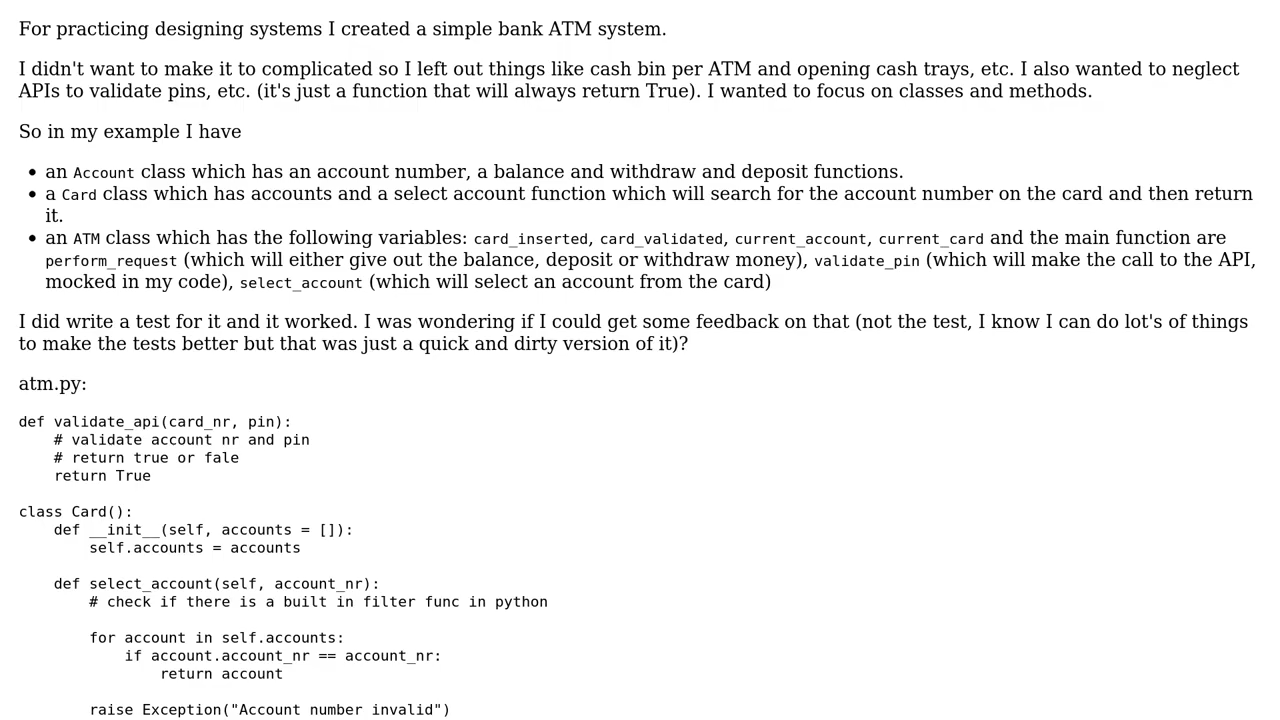 For practicing designing systems I created a simple bank ATM system.
I didn't want to make it to complicated so I left out things like cash bin per ATM and opening cash trays, etc. I also wanted to neglect
APIs to validate pins, etc. (it's just a function that will always return True). I wanted to focus on classes and methods.
So in my example I have
• an Account class which has an account number, a balance and withdraw and deposit functions.
• a Card class which has accounts and a select account function which will search for the account number on the card and then return
it.
• an ATM class which has the following variables: card_inserted, card_validated, current_account, current_card and the main function are
perform_request (which will either give out the balance, deposit or withdraw money), validate_pin (which will make the call to the API,
mocked in my code), select_account (which will select an account from the card)
I did write a test for it and it worked. I was wondering if I could get some feedback on that (not the test, I know I can do lot's of things
to make the tests better but that was just a quick and dirty version of it)?
atm.py:
def validate_api(card_nr, pin):
    # validate account nr and pin
    # return true or fale
    return True
class Card():
    def __init__(self, accounts = []):
        self.accounts = accounts
    def select_account(self, account_nr):
        # check if there is a built in filter func in python
        for account in self.accounts:
            if account.account_nr == account_nr:
                return account
        raise Exception("Account number invalid")